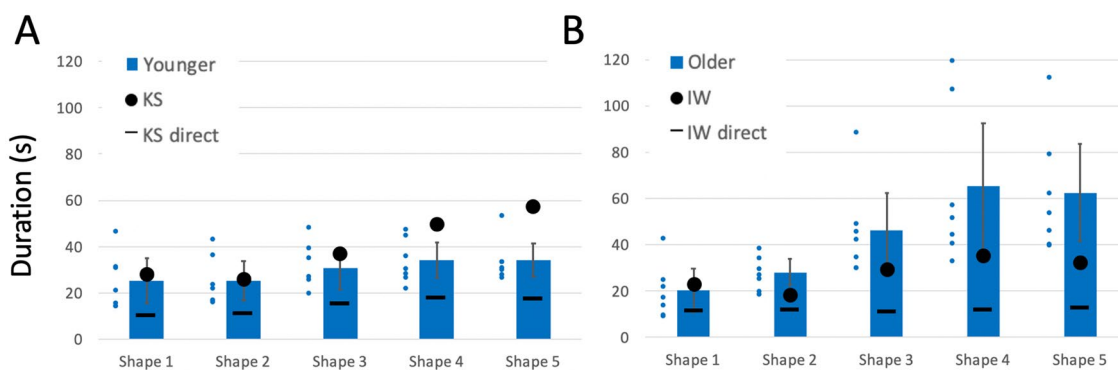 A
120
100
80
60
40
20
0
Duration (s)
Younger
KS
KS direct
Shape 1 Shape 2 Shape 3 Shape 4 Shape 5
B
120
100
80
60
40
20
0
Older
IW
IW direct
Shape 1 Shape 2 Shape 3 Shape 4 Shape 5